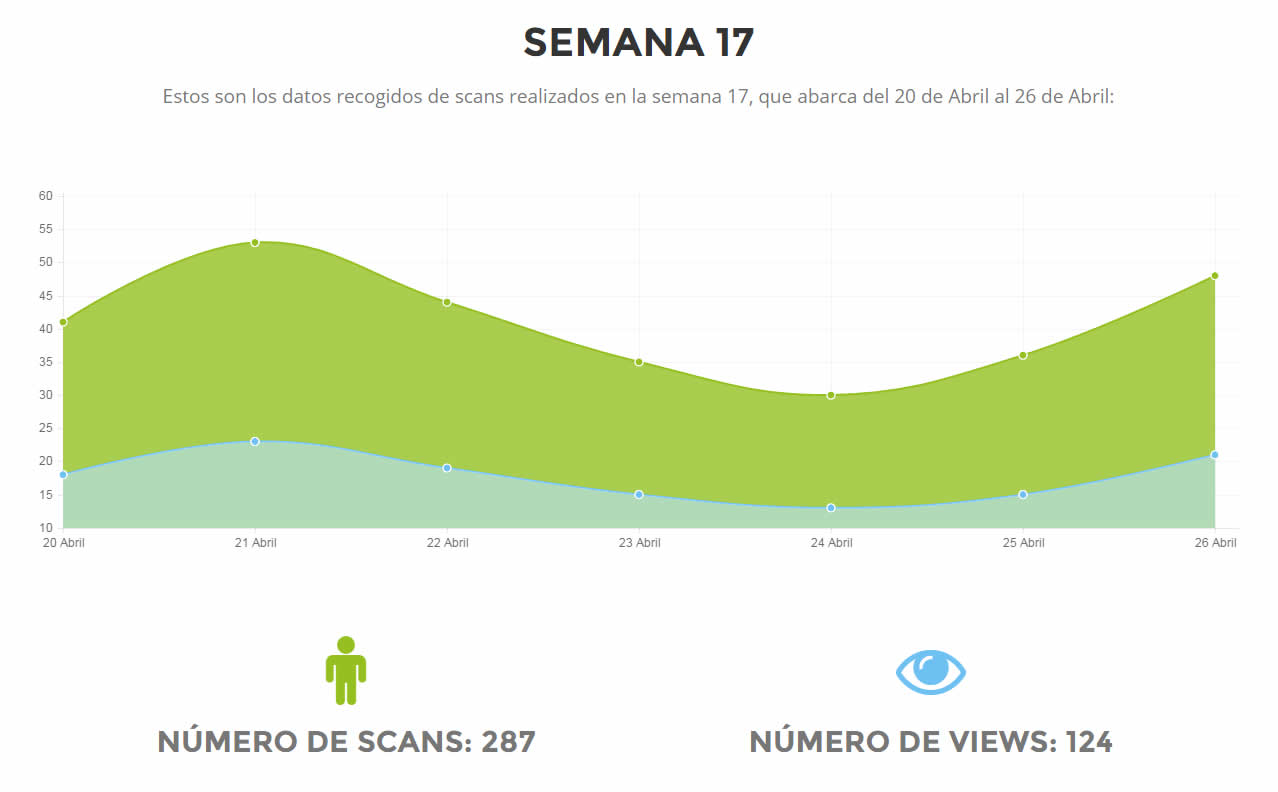 SEMANA 17
Estos son los datos recogidos de scans realizados en la semana 17, que abarca del 20 de Abril al 26 de Abril:
60
55
50
45
40
35
30
25
20
15
10
20 Abril 21 Abril 22 Abril 23 Abril 24 Abril 25 Abril 26 Abril
NÚMERO DE SCANS: 287 NÚMERO DE VIEWS: 124